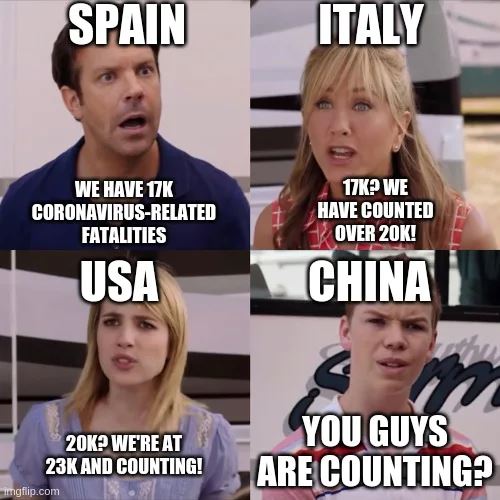 SPAIN
WE HAVE 17K
CORONAVIRUS-RELATED
FATALITIES
ITALY
17K? WE
HAVE COUNTED
OVER 20K!
USA
20K? WE'RE AT
23K AND COUNTING!
CHINA
YOU GUYS
ARE COUNTING?
imgflip.com